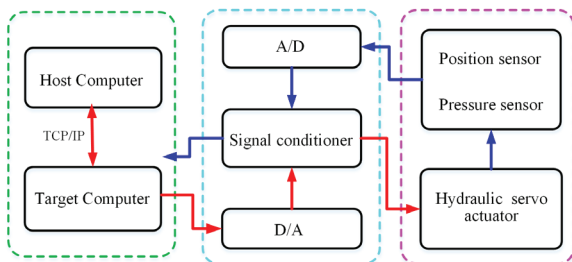 Host Computer
TCP/IP
Target Computer
A/D
Signal conditioner
D/A
Position sensor
Pressure sensor
Hydraulic servo
actuator